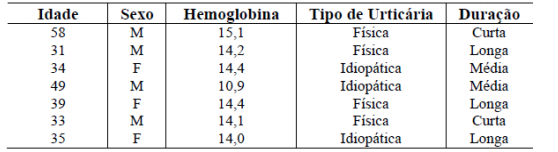 Idade Sexo Hemoglobina Tipo de Urticária Duração
58 M 15,1 Física Curta
31 M 14,2 Física Longa
34 F 14,4 Idiopática Média
49 M 10,9 Idiopática Média
39 F 14,4 Física Longa
33 M 14,1 Física Curta
35 F 14,0 Idiopática Longa